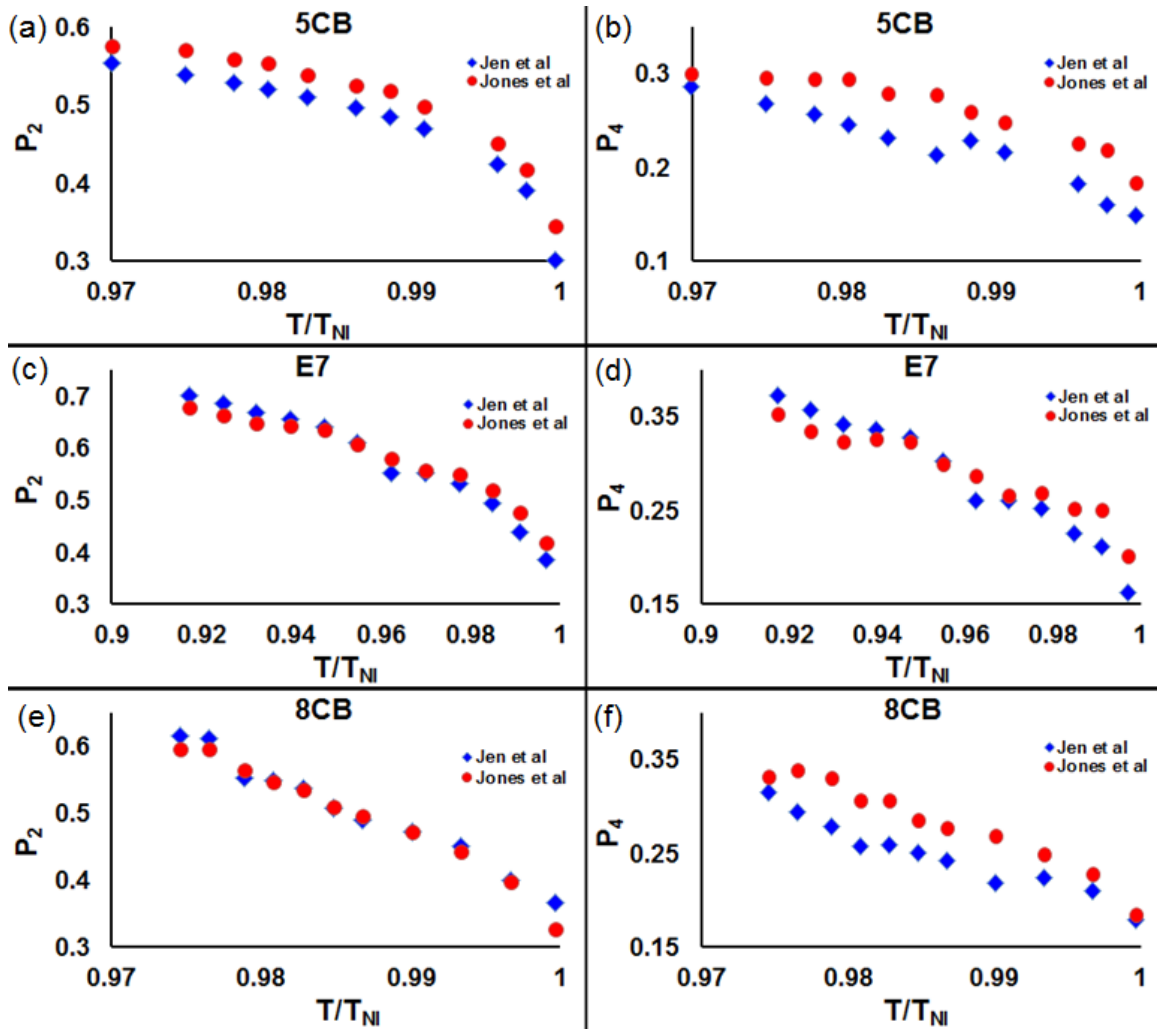 (a) 5CB
0.6
0.5
0.4
0.3
P2
Jen et al
Jones et al
0.97 0.98 0.99 1
T/TNI
(b) 5CB
0.3
0.2
0.1
P4
Jen et al
Jones et al
0.97 0.98 0.99 1
T/TNI
(c) E7
0.7
0.6
0.5
0.4
0.3
P2
Jen et al
Jones et al
0.9 0.92 0.94 0.96 0.98 1
T/TNI
(d) E7
0.35
0.25
0.15
P4
Jen et al
Jones et al
0.9 0.92 0.94 0.96 0.98 1
T/TNI
(e) 8CB
0.6
0.5
0.4
0.3
P2
Jen et al
Jones et al
0.97 0.98 0.99 1
T/TNI
(f) 8CB
0.35
0.25
0.15
P4
Jen et al
Jones et al
0.97 0.98 0.99 1
T/TNI